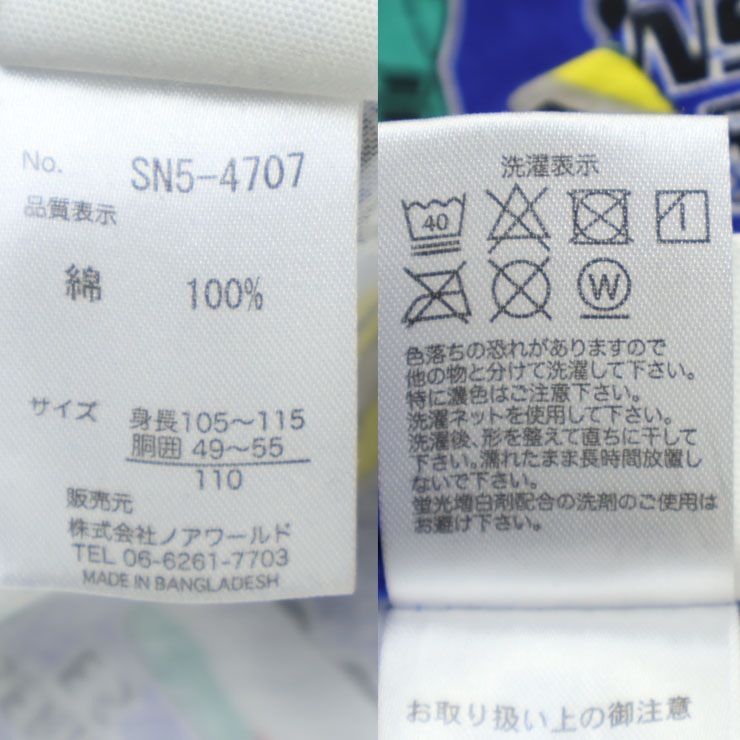 No. SN5-4707
品質表示
綿 100%
サイズ 身長105～115
胴囲 49～55
110
販売元
株式会社ノアワールド
TEL 06-6261-7703
MADE IN BANGLADESH
洗濯表示
40
W
色落ちの恐れがありますので
他の物と分けて洗濯して下さい。
特に濃色はご注意下さい。
洗濯ネットを使用して下さい。
洗濯後、形を整えて直ちに干して
下さい。濡れたまま長時間放置し
ないで下さい。
蛍光増白剤配合の洗剤のご使用は
お避け下さい。
お取り扱い上の御注意